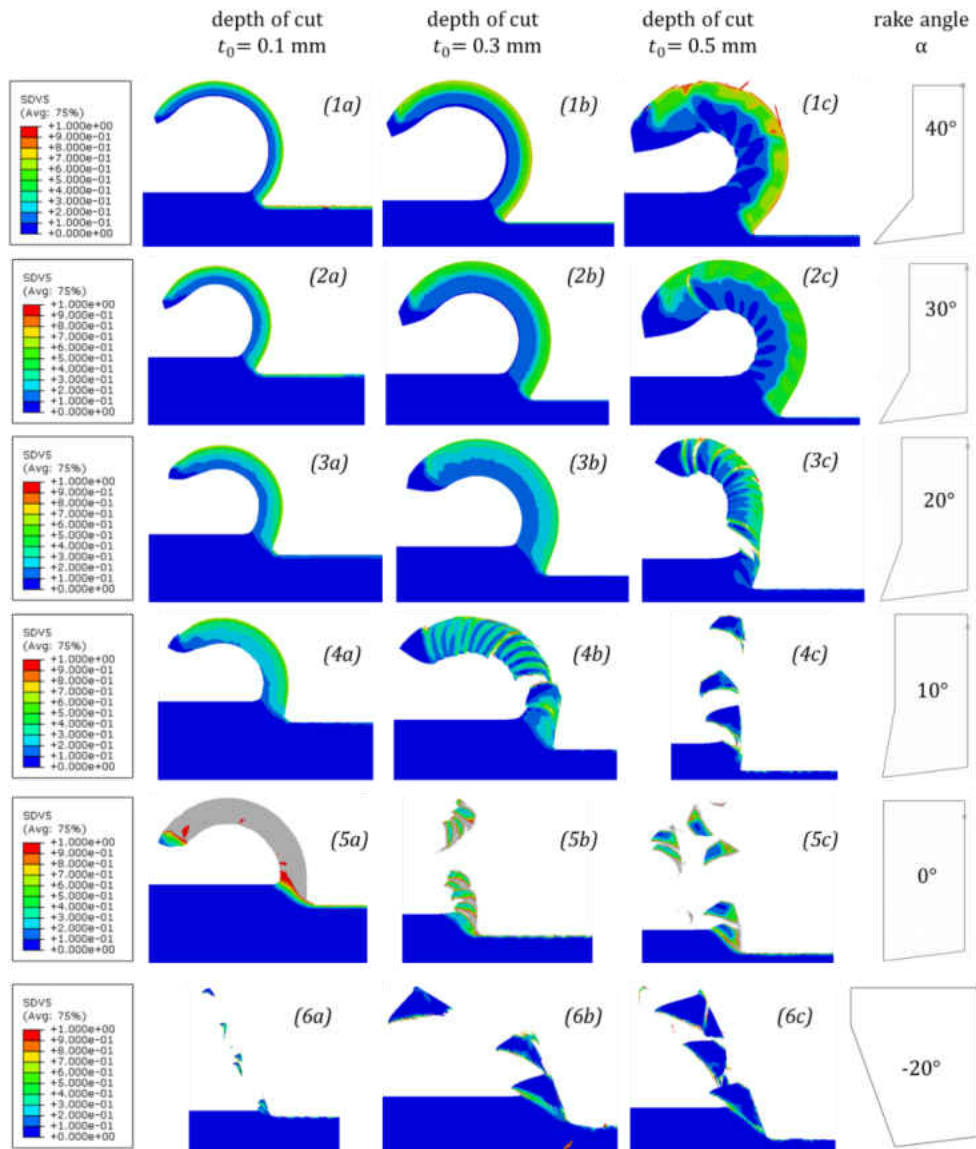 depth of cut depth of cut depth of cut rake angle
t₀= 0.1 mm t₀= 0.3 mm t₀= 0.5 mm α
SDV5
(Avg: 75%)
+1.000e+00
+9.000e-01
+8.000e-01
+7.000e-01
+6.000e-01
+5.000e-01
+4.000e-01
+3.000e-01
+2.000e-01
+1.000e-01
+0.000e+00
(1a) (1b) (1c) 40°
SDV5
(Avg: 75%)
+1.000e+00
+9.000e-01
+8.000e-01
+7.000e-01
+6.000e-01
+5.000e-01
+4.000e-01
+3.000e-01
+2.000e-01
+1.000e-01
+0.000e+00
(2a) (2b) (2c) 30°
SDV5
(Avg: 75%)
+1.000e+00
+9.000e-01
+8.000e-01
+7.000e-01
+6.000e-01
+5.000e-01
+4.000e-01
+3.000e-01
+2.000e-01
+1.000e-01
+0.000e+00
(3a) (3b) (3c) 20°
SDV5
(Avg: 75%)
+1.000e+00
+9.000e-01
+8.000e-01
+7.000e-01
+6.000e-01
+5.000e-01
+4.000e-01
+3.000e-01
+2.000e-01
+1.000e-01
+0.000e+00
(4a) (4b) (4c) 10°
SDV5
(Avg: 75%)
+1.000e+00
+9.000e-01
+8.000e-01
+7.000e-01
+6.000e-01
+5.000e-01
+4.000e-01
+3.000e-01
+2.000e-01
+1.000e-01
+0.000e+00
(5a) (5b) (5c) 0°
SDV5
(Avg: 75%)
+1.000e+00
+9.000e-01
+8.000e-01
+7.000e-01
+6.000e-01
+5.000e-01
+4.000e-01
+3.000e-01
+2.000e-01
+1.000e-01
+0.000e+00
(6a) (6b) (6c) -20°